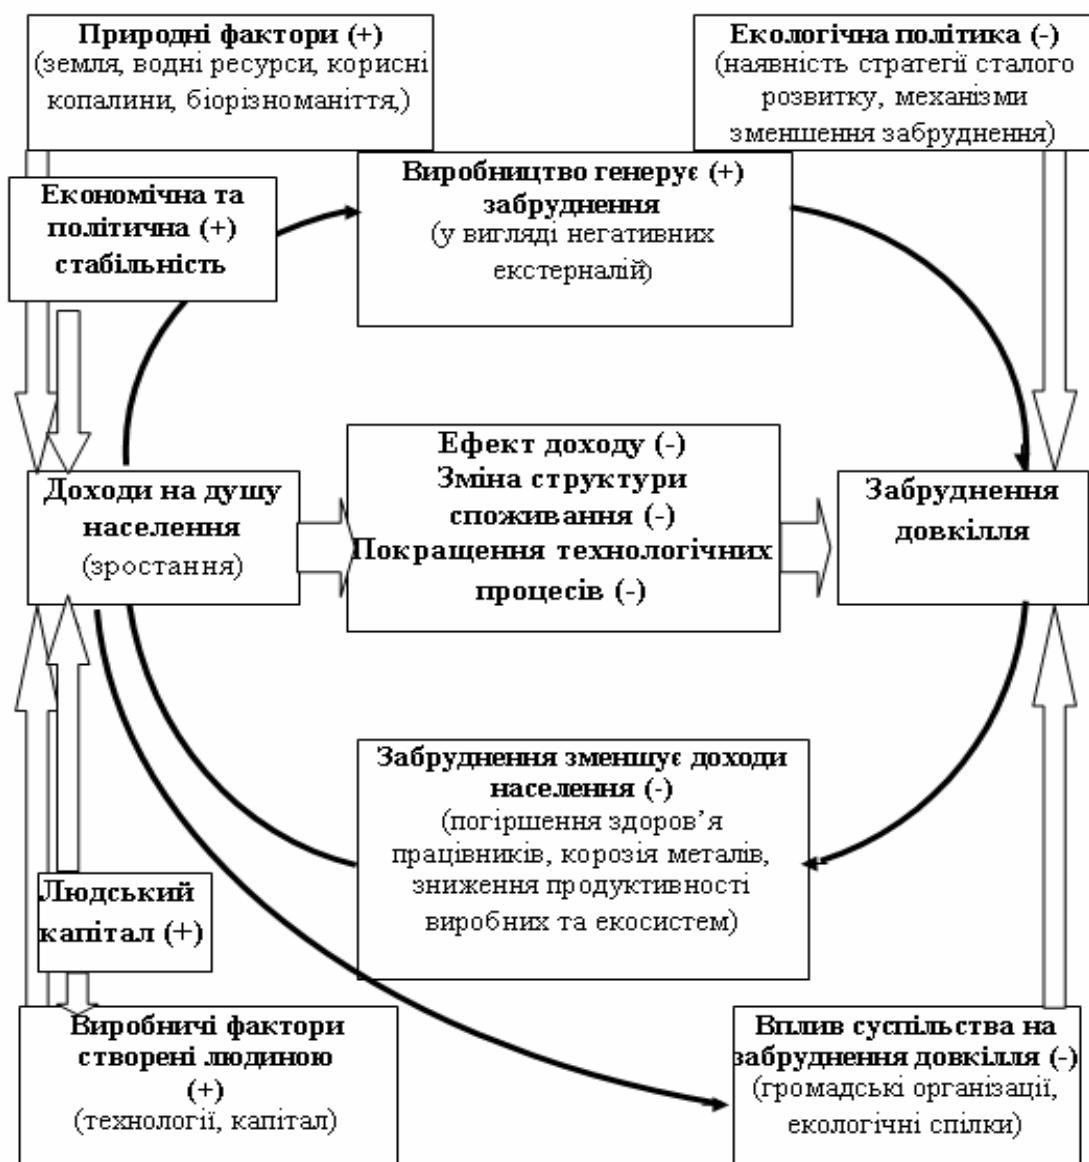 Природні фактори (+)
(земля, водні ресурси, корисні
копалини, біорізноманіття,)
Екологічна політика (-)
(наявність стратегії сталого
розвитку, механізми
зменшення забруднення)
Економічна та
політична (+)
стабільність
Виробництво генерує (+)
забруднення
(у вигляді негативних
екстерналій)
Доходи на душу
населення
(зростання)
Ефект доходу (-)
Зміна структури
споживання (-)
Покращення технологічних
процесів (-)
Забруднення
довкілля
Забруднення зменшує доходи
населення (-)
(погіршення здоров’я
працівників, корозія металів,
зниження продуктивності
виробних та екосистем)
Людський
капітал (+)
Виробничі фактори
створені людиною
(+)
(технології, капітал)
Вплив суспільства на
забруднення довкілля (-)
(громадські організації,
екологічні спілки)